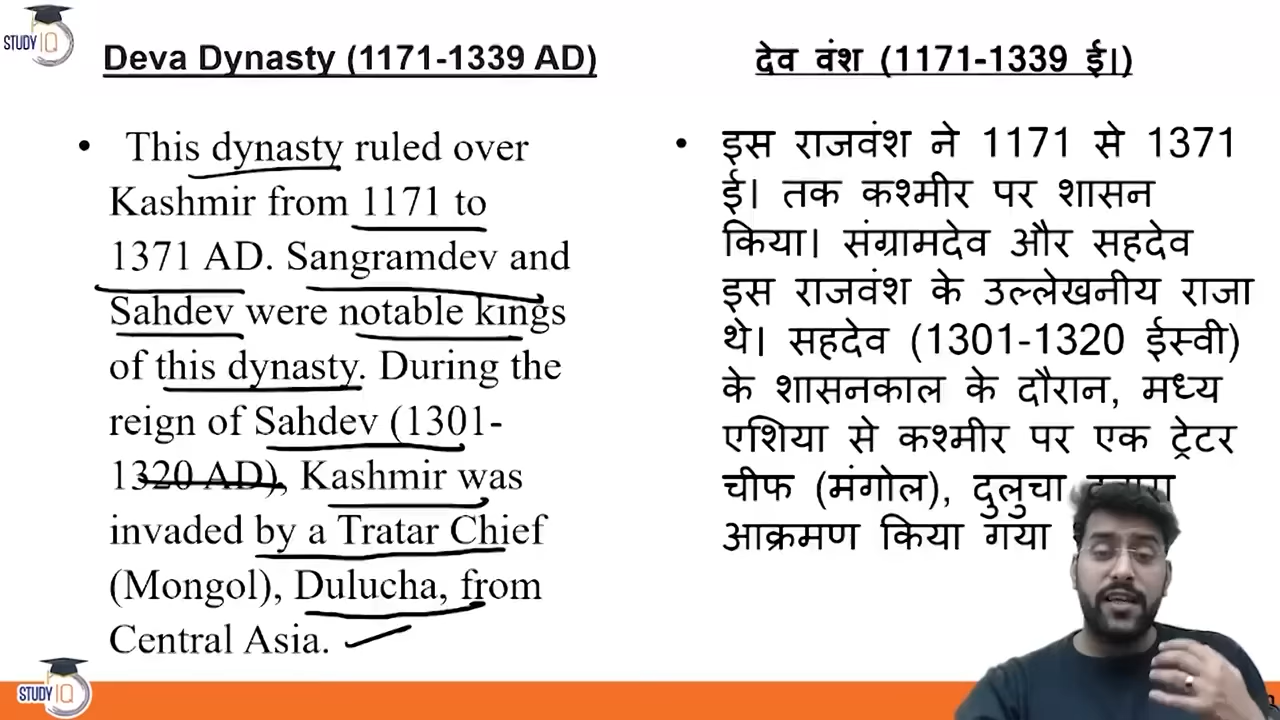 STUDY IQ
Deva Dynasty (1171-1339 AD)
• This dynasty ruled over
Kashmir from 1171 to
1371 AD. Sangramdev and
Sahdev were notable kings
of this dynasty. During the
reign of Sahdev (1301-
1320 AD), Kashmir was
invaded by a Tratar Chief
(Mongol), Dulucha, from
Central Asia.
देव वंश (1171-1339 ई।)
• इस राजवंश ने 1171 से 1371
ई। तक कश्मीर पर शासन
किया। संग्रामदेव और सहदेव
इस राजवंश के उल्लेखनीय राजा
थे। सहदेव (1301-1320 ईस्वी)
के शासनकाल के दौरान, मध्य
एशिया से कश्मीर पर एक ट्रेटर
चीफ (मंगोल), दुलुचा
आक्रमण किया गया
STUDY IQ